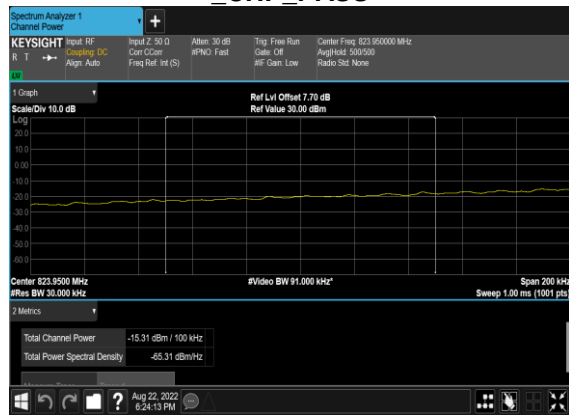 Spectrum Analyzer 1
Channel Power
+
KEYSIGHT
R T
LW
Input: RF
Coupling: DC
Align: Auto
Input Z: 50 Ω
Corr CCorr
Freq Ref: Int (S)
Atten: 30 dB
#PNO: Fast
Trig: Free Run
Gate: Off
#IF Gain: Low
Center Freq: 823.950000 MHz
Avg|Hold: 500/500
Radio Std: None
1 Graph
Scale/Div 10.0 dB
Ref Lvl Offset 7.70 dB
Ref Value 30.00 dBm
Log
20.0
10.0
0.00
-10.0
-20.0
-30.0
-40.0
-50.0
-60.0
Center 823.9500 MHz
#Video BW 91.000 kHz*
Span 200 kHz
#Res BW 30.000 kHz
Sweep 1.00 ms (1001 pts)
2 Metrics
Total Channel Power -15.31 dBm / 100 kHz
Total Power Spectral Density -65.31 dBm/Hz
?
Aug 22, 2022
6:24:13 PM